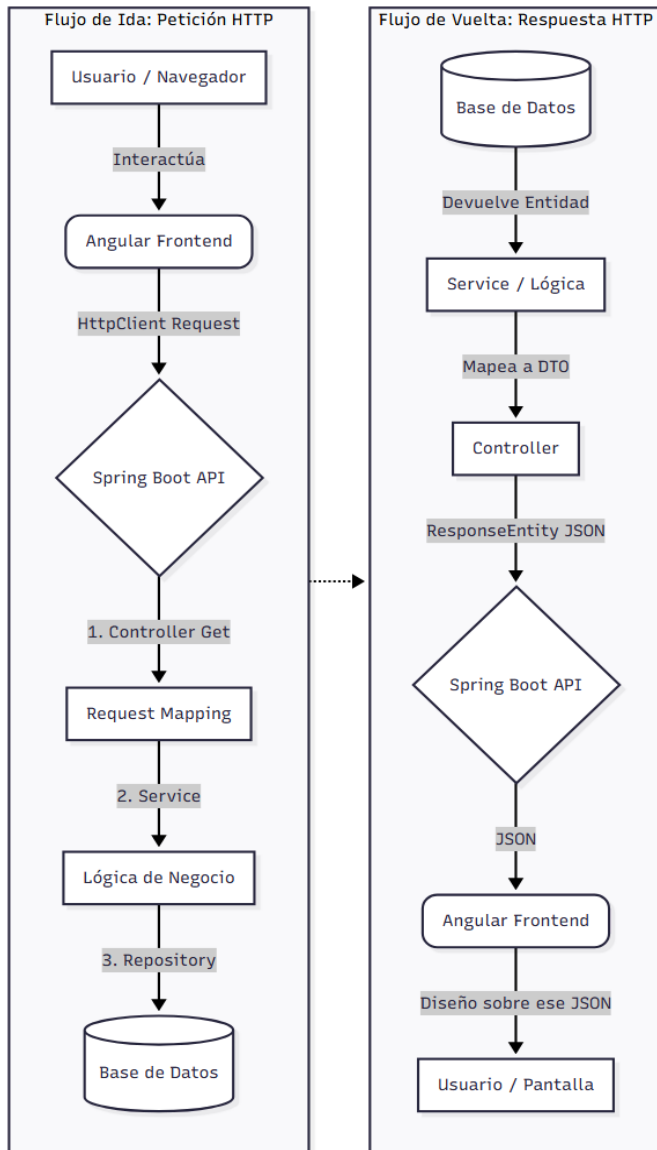 Flujo de Ida: Petición HTTP
Usuario / Navegador
Interactúa
Angular Frontend
HttpClient Request
Spring Boot API
1. Controller Get
Request Mapping
2. Service
Lógica de Negocio
3. Repository
Base de Datos
Flujo de Vuelta: Respuesta HTTP
Base de Datos
Devuelve Entidad
Service / Lógica
Mapea a DTO
Controller
ResponseEntity JSON
Spring Boot API
JSON
Angular Frontend
Diseño sobre ese JSON
Usuario / Pantalla